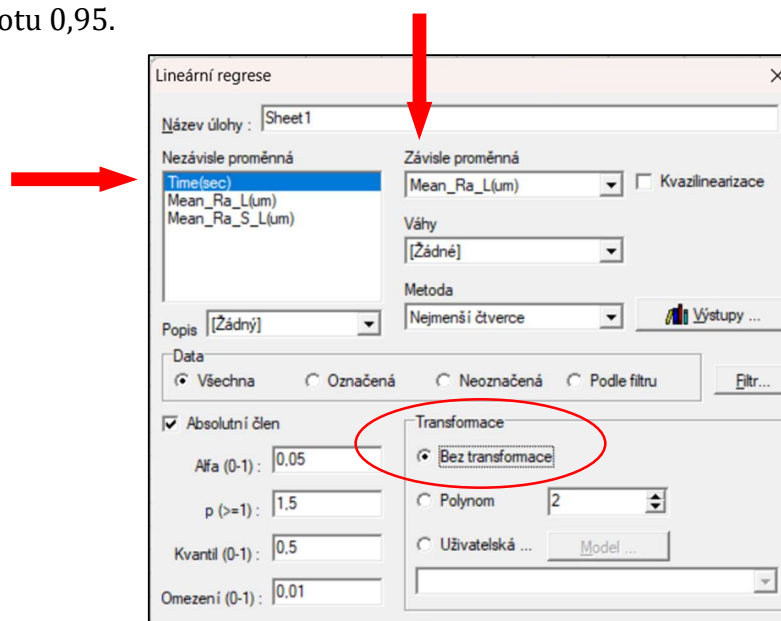 otu 0,95.
Lineární regrese
Název úlohy : Sheet1
Nezávisle proměnná
Time(sec)
Mean_Ra_L(um)
Mean_Ra_S_L(um)
Závisle proměnná
Mean_Ra_L(um)
Kvazilinearizace
Váhy
[Žádné]
Metoda
Nejmenší čtverce
Výstupy ...
Popis [Žádný]
Data
Všechna Označená Neoznačená Podle filtru Filtr...
Absolutní člen
Alfa (0-1) : 0,05
p (>=1) : 1,5
Kvantil (0-1) : 0,5
Omezení (0-1) : 0,01
Transformace
Bez transformace
Polynom 2
Uživatelská ... Model ...